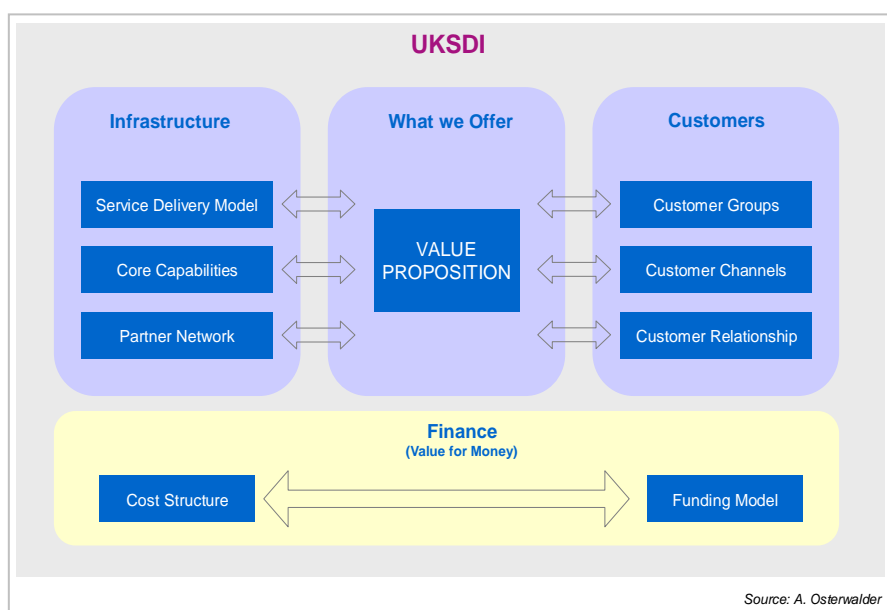 UKSDI
Infrastructure
What we Offer
Customers
Service Delivery Model
Core Capabilities
Partner Network
VALUE
PROPOSITION
Customer Groups
Customer Channels
Customer Relationship
Finance
(Value for Money)
Cost Structure
Funding Model
Source: A. Osterwalder